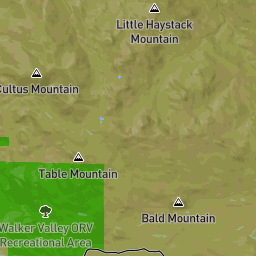 Little Haystack
Mountain
Cultus Mountain
Table Mountain
Walker Valley ORV
Recreational Area
Bald Mountain